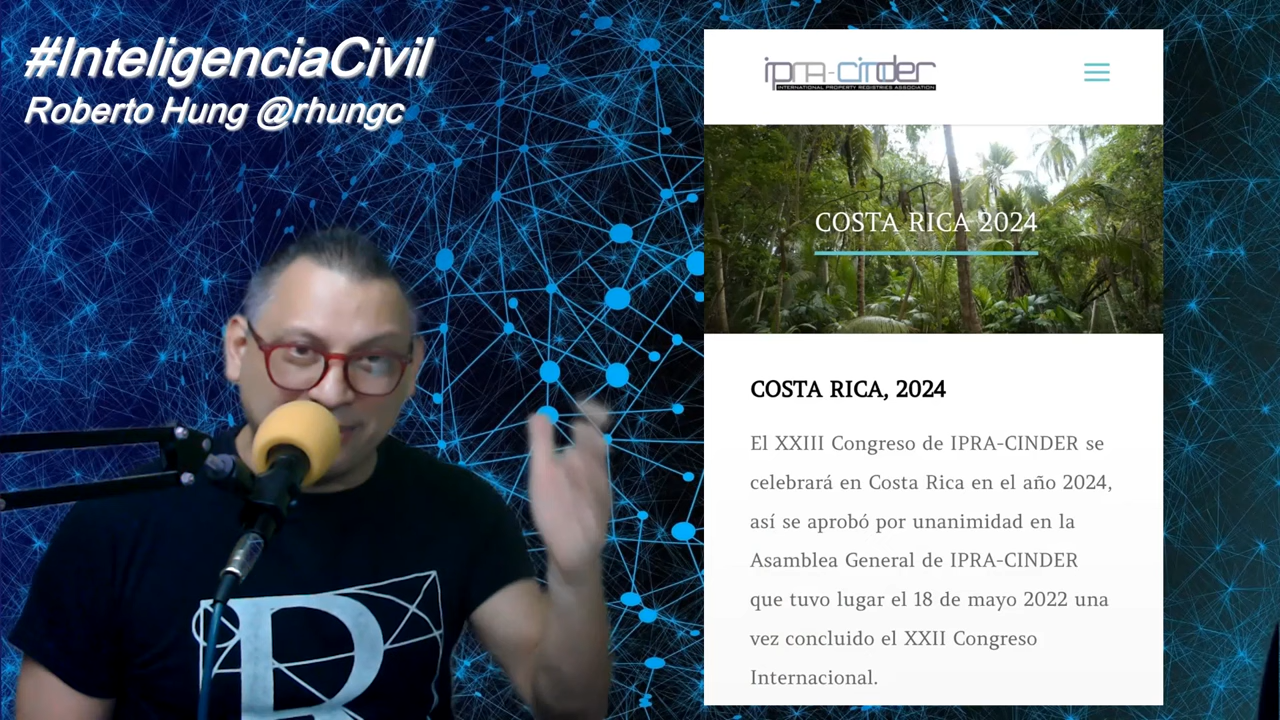 #InteligenciaCivil
Roberto Hung @rhungc
ipra-cinder
INTERNATIONAL PROPERTY REGISTRIES ASSOCIATION
COSTA RICA 2024
COSTA RICA, 2024
El XXIII Congreso de IPRA-CINDER se
celebrará en Costa Rica en el año 2024,
así se aprobó por unanimidad en la
Asamblea General de IPRA-CINDER
que tuvo lugar el 18 de mayo 2022 una
vez concluido el XXII Congreso
Internacional.
R